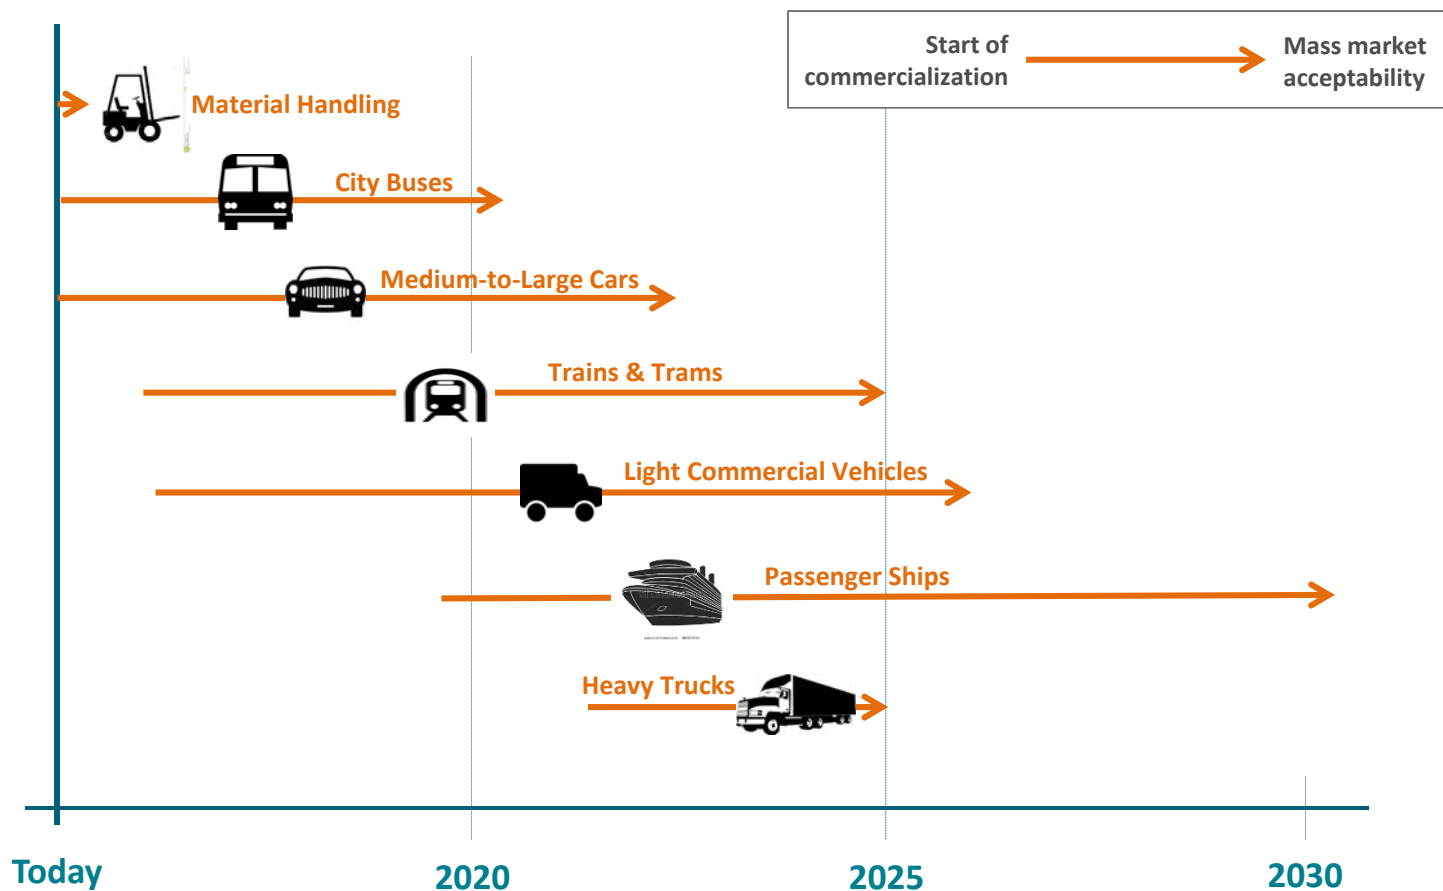 Start of
commercialization
Mass market
acceptability
Material Handling
City Buses
Medium-to-Large Cars
Trains & Trams
Light Commercial Vehicles
Passenger Ships
Heavy Trucks
Today
2020
2025
2030